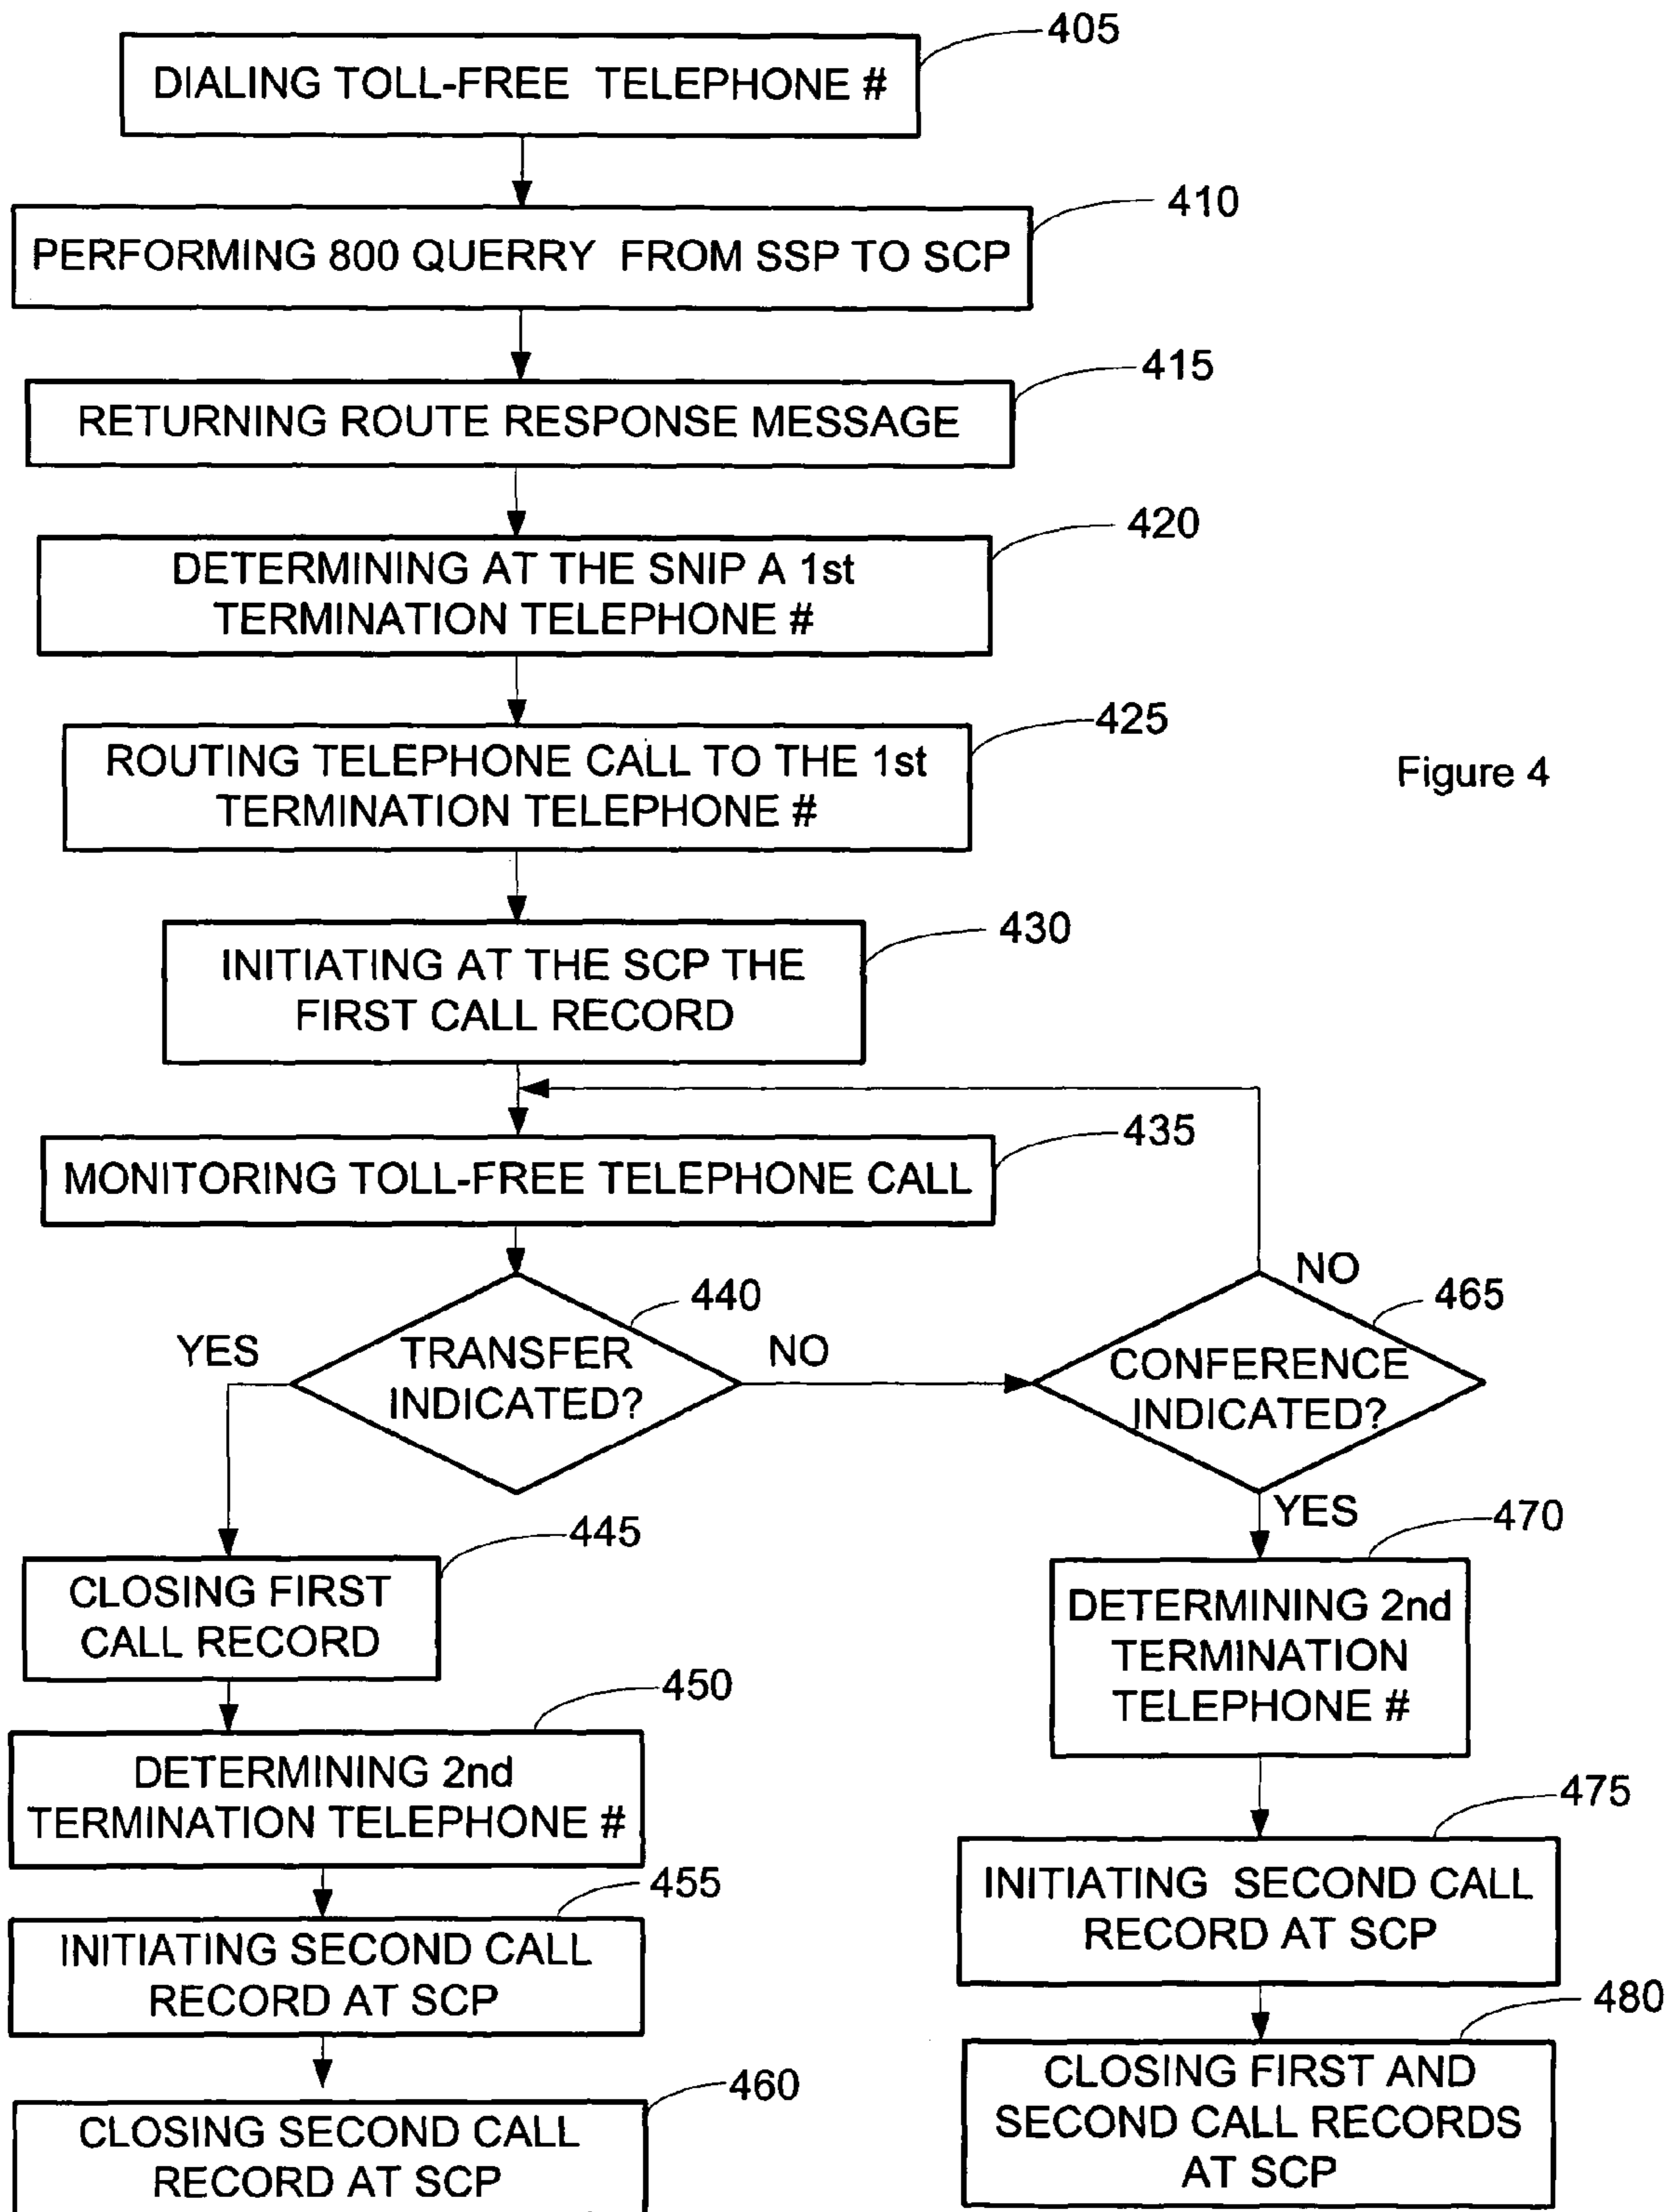 405
DIALING TOLL-FREE TELEPHONE #
410
PERFORMING 800 QUERRY FROM SSP TO SCP
415
RETURNING ROUTE RESPONSE MESSAGE
420
DETERMINING AT THE SNIP A 1st
TERMINATION TELEPHONE #
425
ROUTING TELEPHONE CALL TO THE 1st
TERMINATION TELEPHONE #
Figure 4
430
INITIATING AT THE SCP THE
FIRST CALL RECORD
435
MONITORING TOLL-FREE TELEPHONE CALL
440
YES
TRANSFER
INDICATED?
NO
NO
465
CONFERENCE
INDICATED?
YES
445
CLOSING FIRST
CALL RECORD
450
DETERMINING 2nd
TERMINATION TELEPHONE #
455
INITIATING SECOND CALL
RECORD AT SCP
460
CLOSING SECOND CALL
RECORD AT SCP
470
DETERMINING 2nd
TERMINATION
TELEPHONE #
475
INITIATING SECOND CALL
RECORD AT SCP
480
CLOSING FIRST AND
SECOND CALL RECORDS
AT SCP